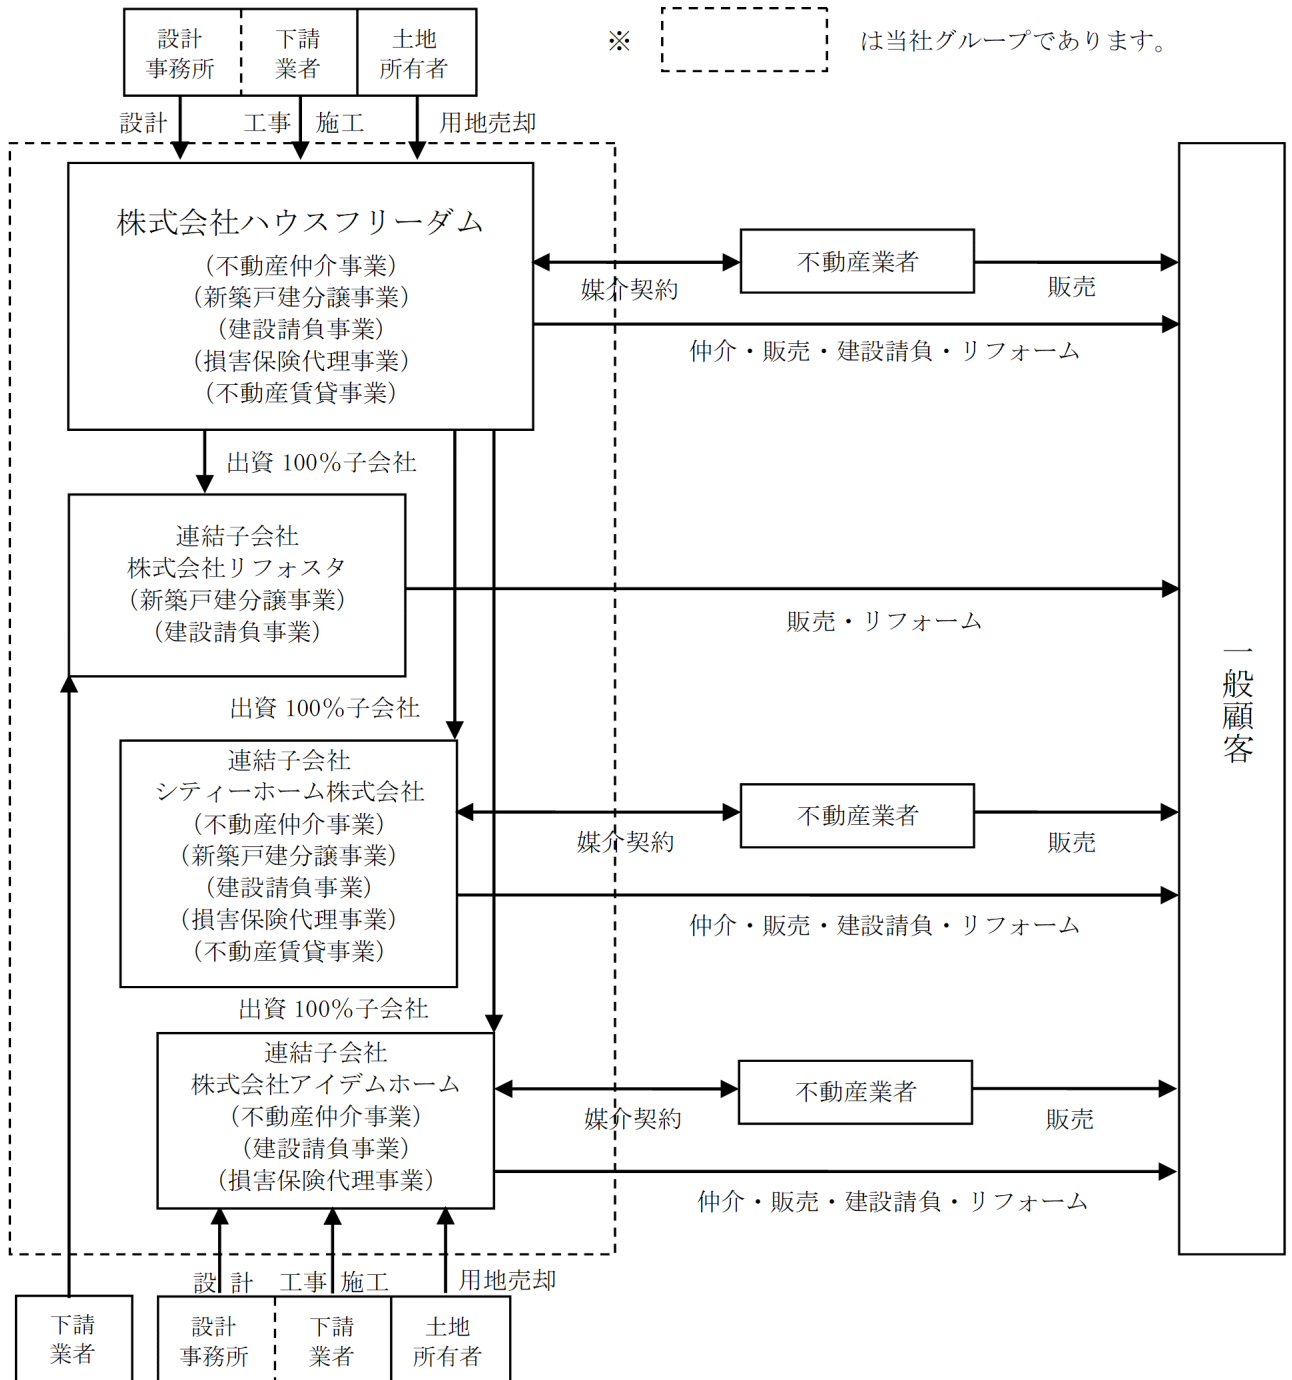 設計
事務所
下請
業者
土地
所有者
※
は当社グループであります。
設計
工事 施工
用地売却
株式会社ハウスフリーダム
（不動産仲介事業）
（新築戸建分譲事業）
（建設請負事業）
（損害保険代理事業）
（不動産賃貸事業）
媒介契約
不動産業者
販売
仲介・販売・建設請負・リフォーム
出資 100％子会社
連結子会社
株式会社リフォスタ
（新築戸建分譲事業）
（建設請負事業）
販売・リフォーム
一般顧客
出資 100％子会社
連結子会社
シティーホーム株式会社
（不動産仲介事業）
（新築戸建分譲事業）
（建設請負事業）
（損害保険代理事業）
（不動産賃貸事業）
媒介契約
不動産業者
販売
仲介・販売・建設請負・リフォーム
出資 100％子会社
連結子会社
株式会社アイデムホーム
（不動産仲介事業）
（建設請負事業）
（損害保険代理事業）
媒介契約
不動産業者
販売
仲介・販売・建設請負・リフォーム
設 計
工事 施工
用地売却
下請
業者
設計
事務所
下請
業者
土地
所有者